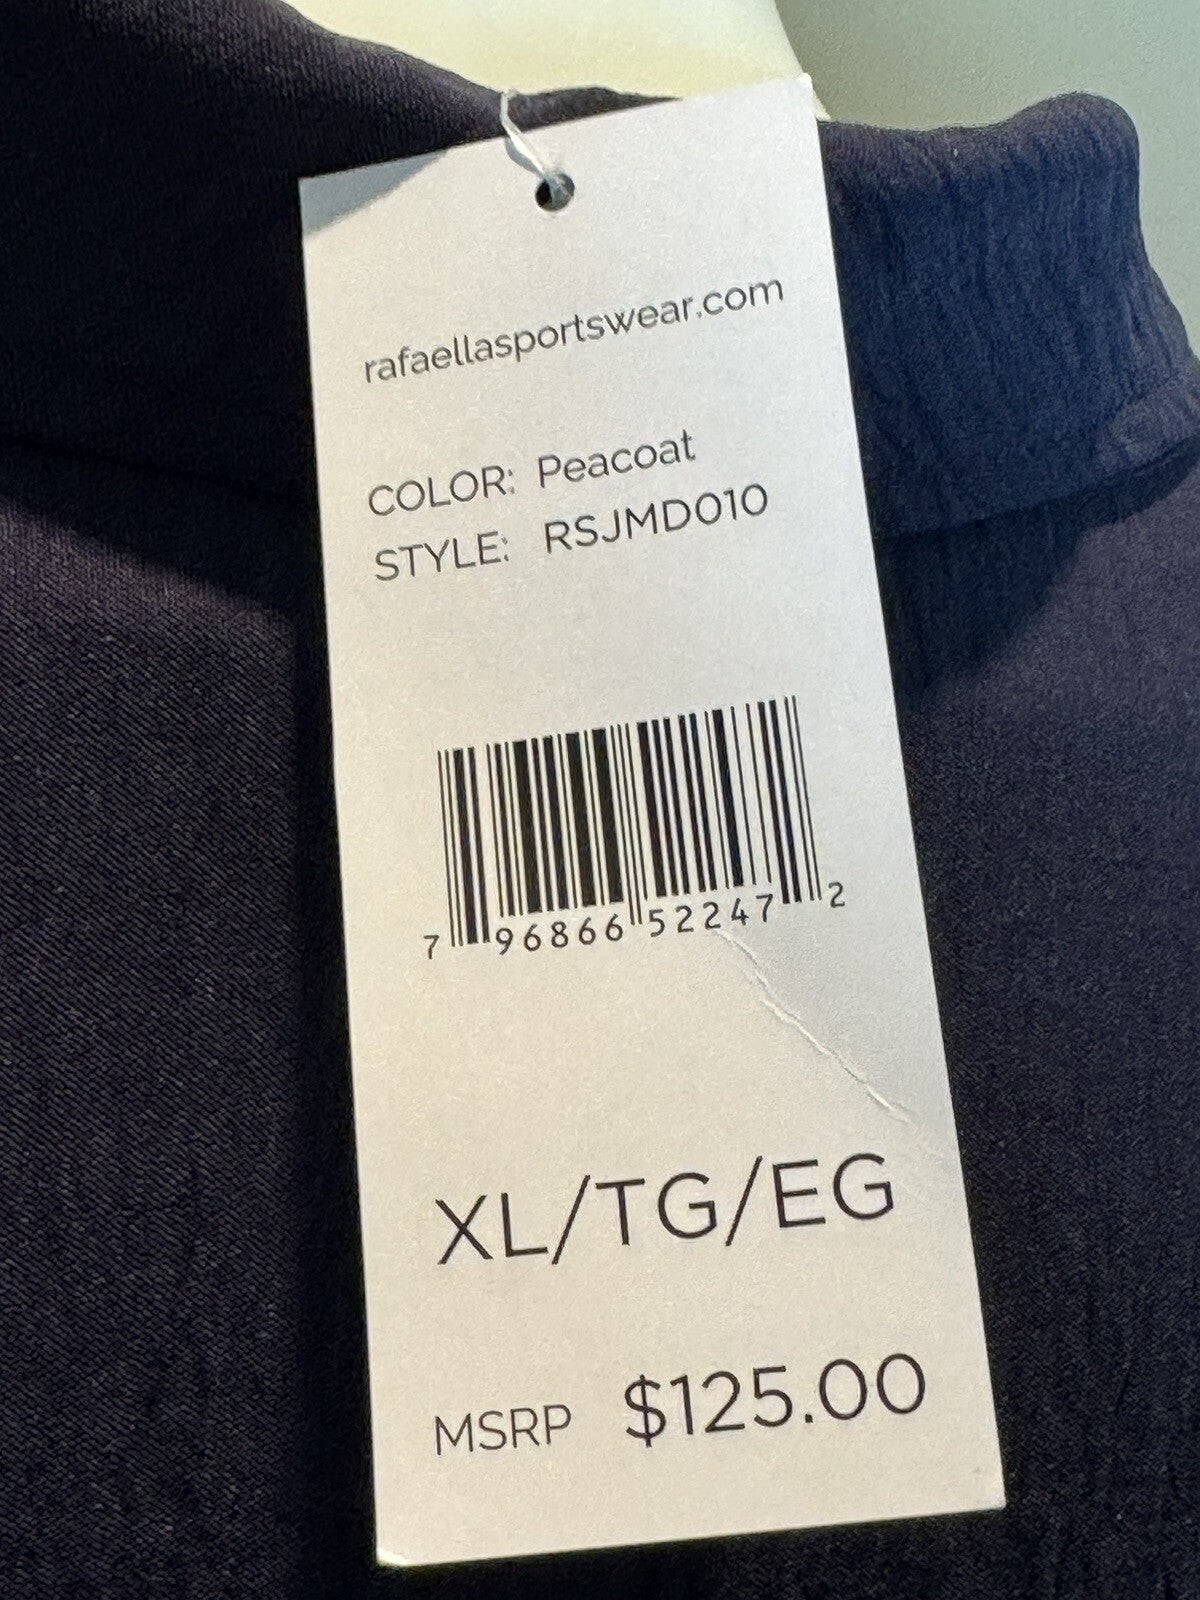 rafaellasportswear.com
COLOR: Peacoat
STYLE: RSJMD010
7 96866 52247 2
XL/TG/EG
MSRP $125.00